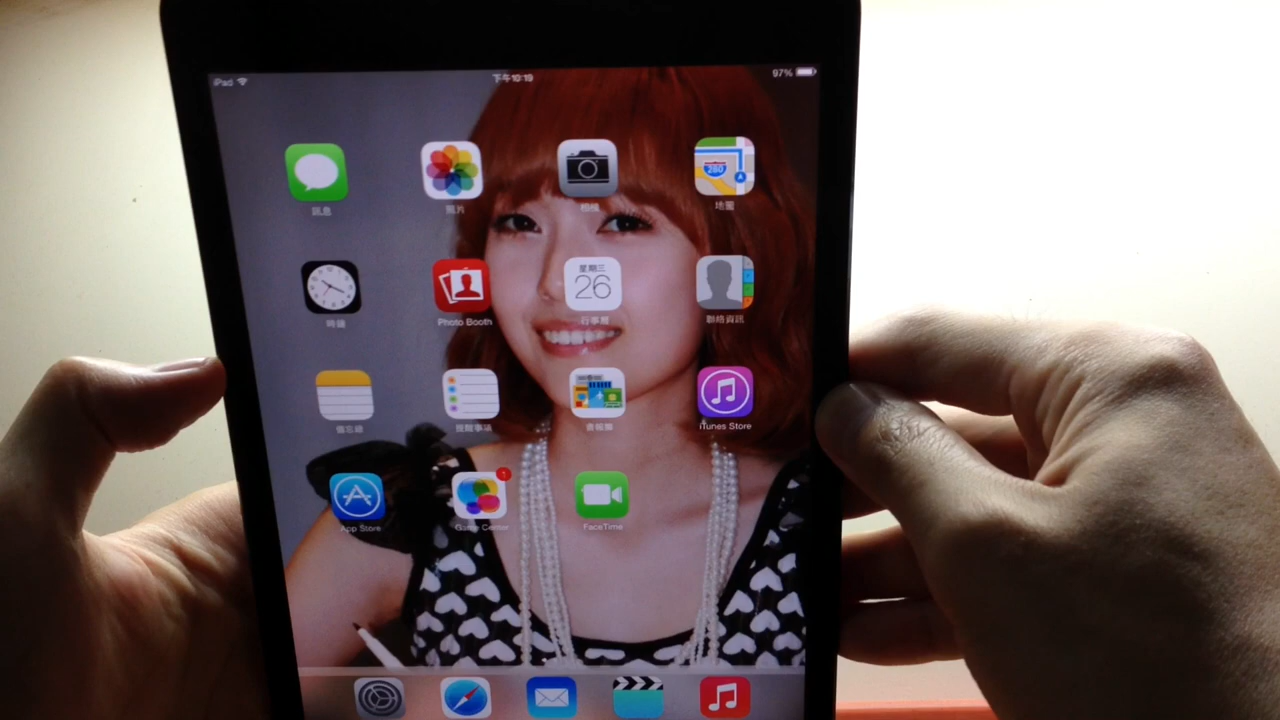 iPad
下午10:19
97%
訊息
照片
相機
地圖
280
時鐘
Photo Booth
星期三
26
行事曆
聯絡資訊
備忘錄
提醒事項
書報攤
iTunes Store
App Store
1
Game Center
FaceTime